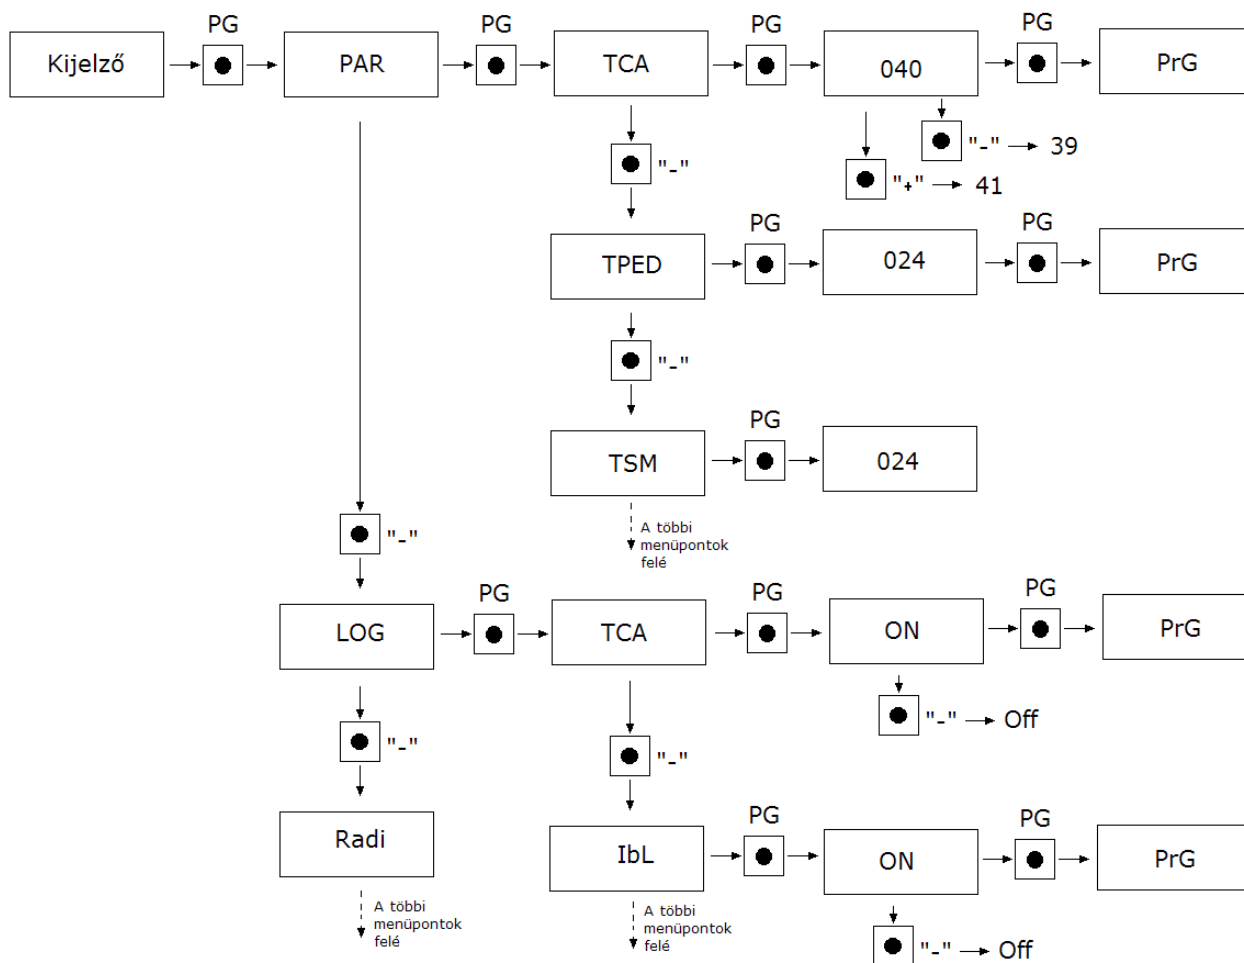 PG PG PG PG
Kijelző PAR TCA 040 PrG
"-" "-" → 39
"+" → 41
PG PG
TPED 024 PrG
"-"
PG
TSM 024
"-" A többi
menüpontok
felé
PG PG PG
LOG TCA ON PrG
"-" "-" → Off
"-"
PG PG
Radi IbL ON PrG
A többi
menüpontok
felé
A többi
menüpontok
felé
"-" → Off